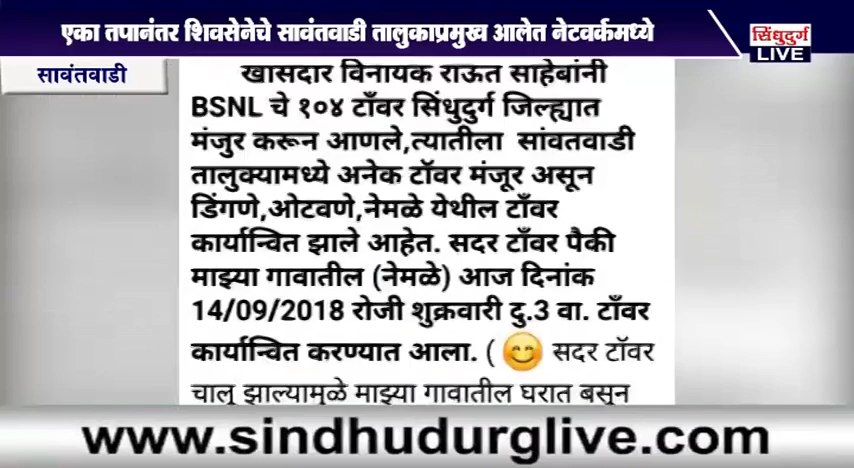 एका तपानंतर शिवसेनेचे सावंतवाडी तालुकाप्रमुख आलेत नेटवर्कमध्ये
सिंधुदुर्ग
LIVE
सावंतवाडी
खासदार विनायक राऊत साहेबांनी
BSNL चे १०४ टाॅंवर सिंधुदुर्ग जिल्ह्यात
मंजुर करून आणले,त्यातीला सांवतवाडी
तालुक्यामध्ये अनेक टाॅवर मंजूर असून
डिंगणे,ओटवणे,नेमळे येथील टाॅंवर
कार्यान्वित झाले आहेत. सदर टाॅंवर पैकी
माझ्या गावातील (नेमळे) आज दिनांक
14/09/2018 रोजी शुक्रवारी दु.3 वा. टाॅंवर
कार्यान्वित करण्यात आला. ( 😊 सदर टाॅवर
चालू झाल्यामुळे माझ्या गावातील घरात बसून
www.sindhudurglive.com